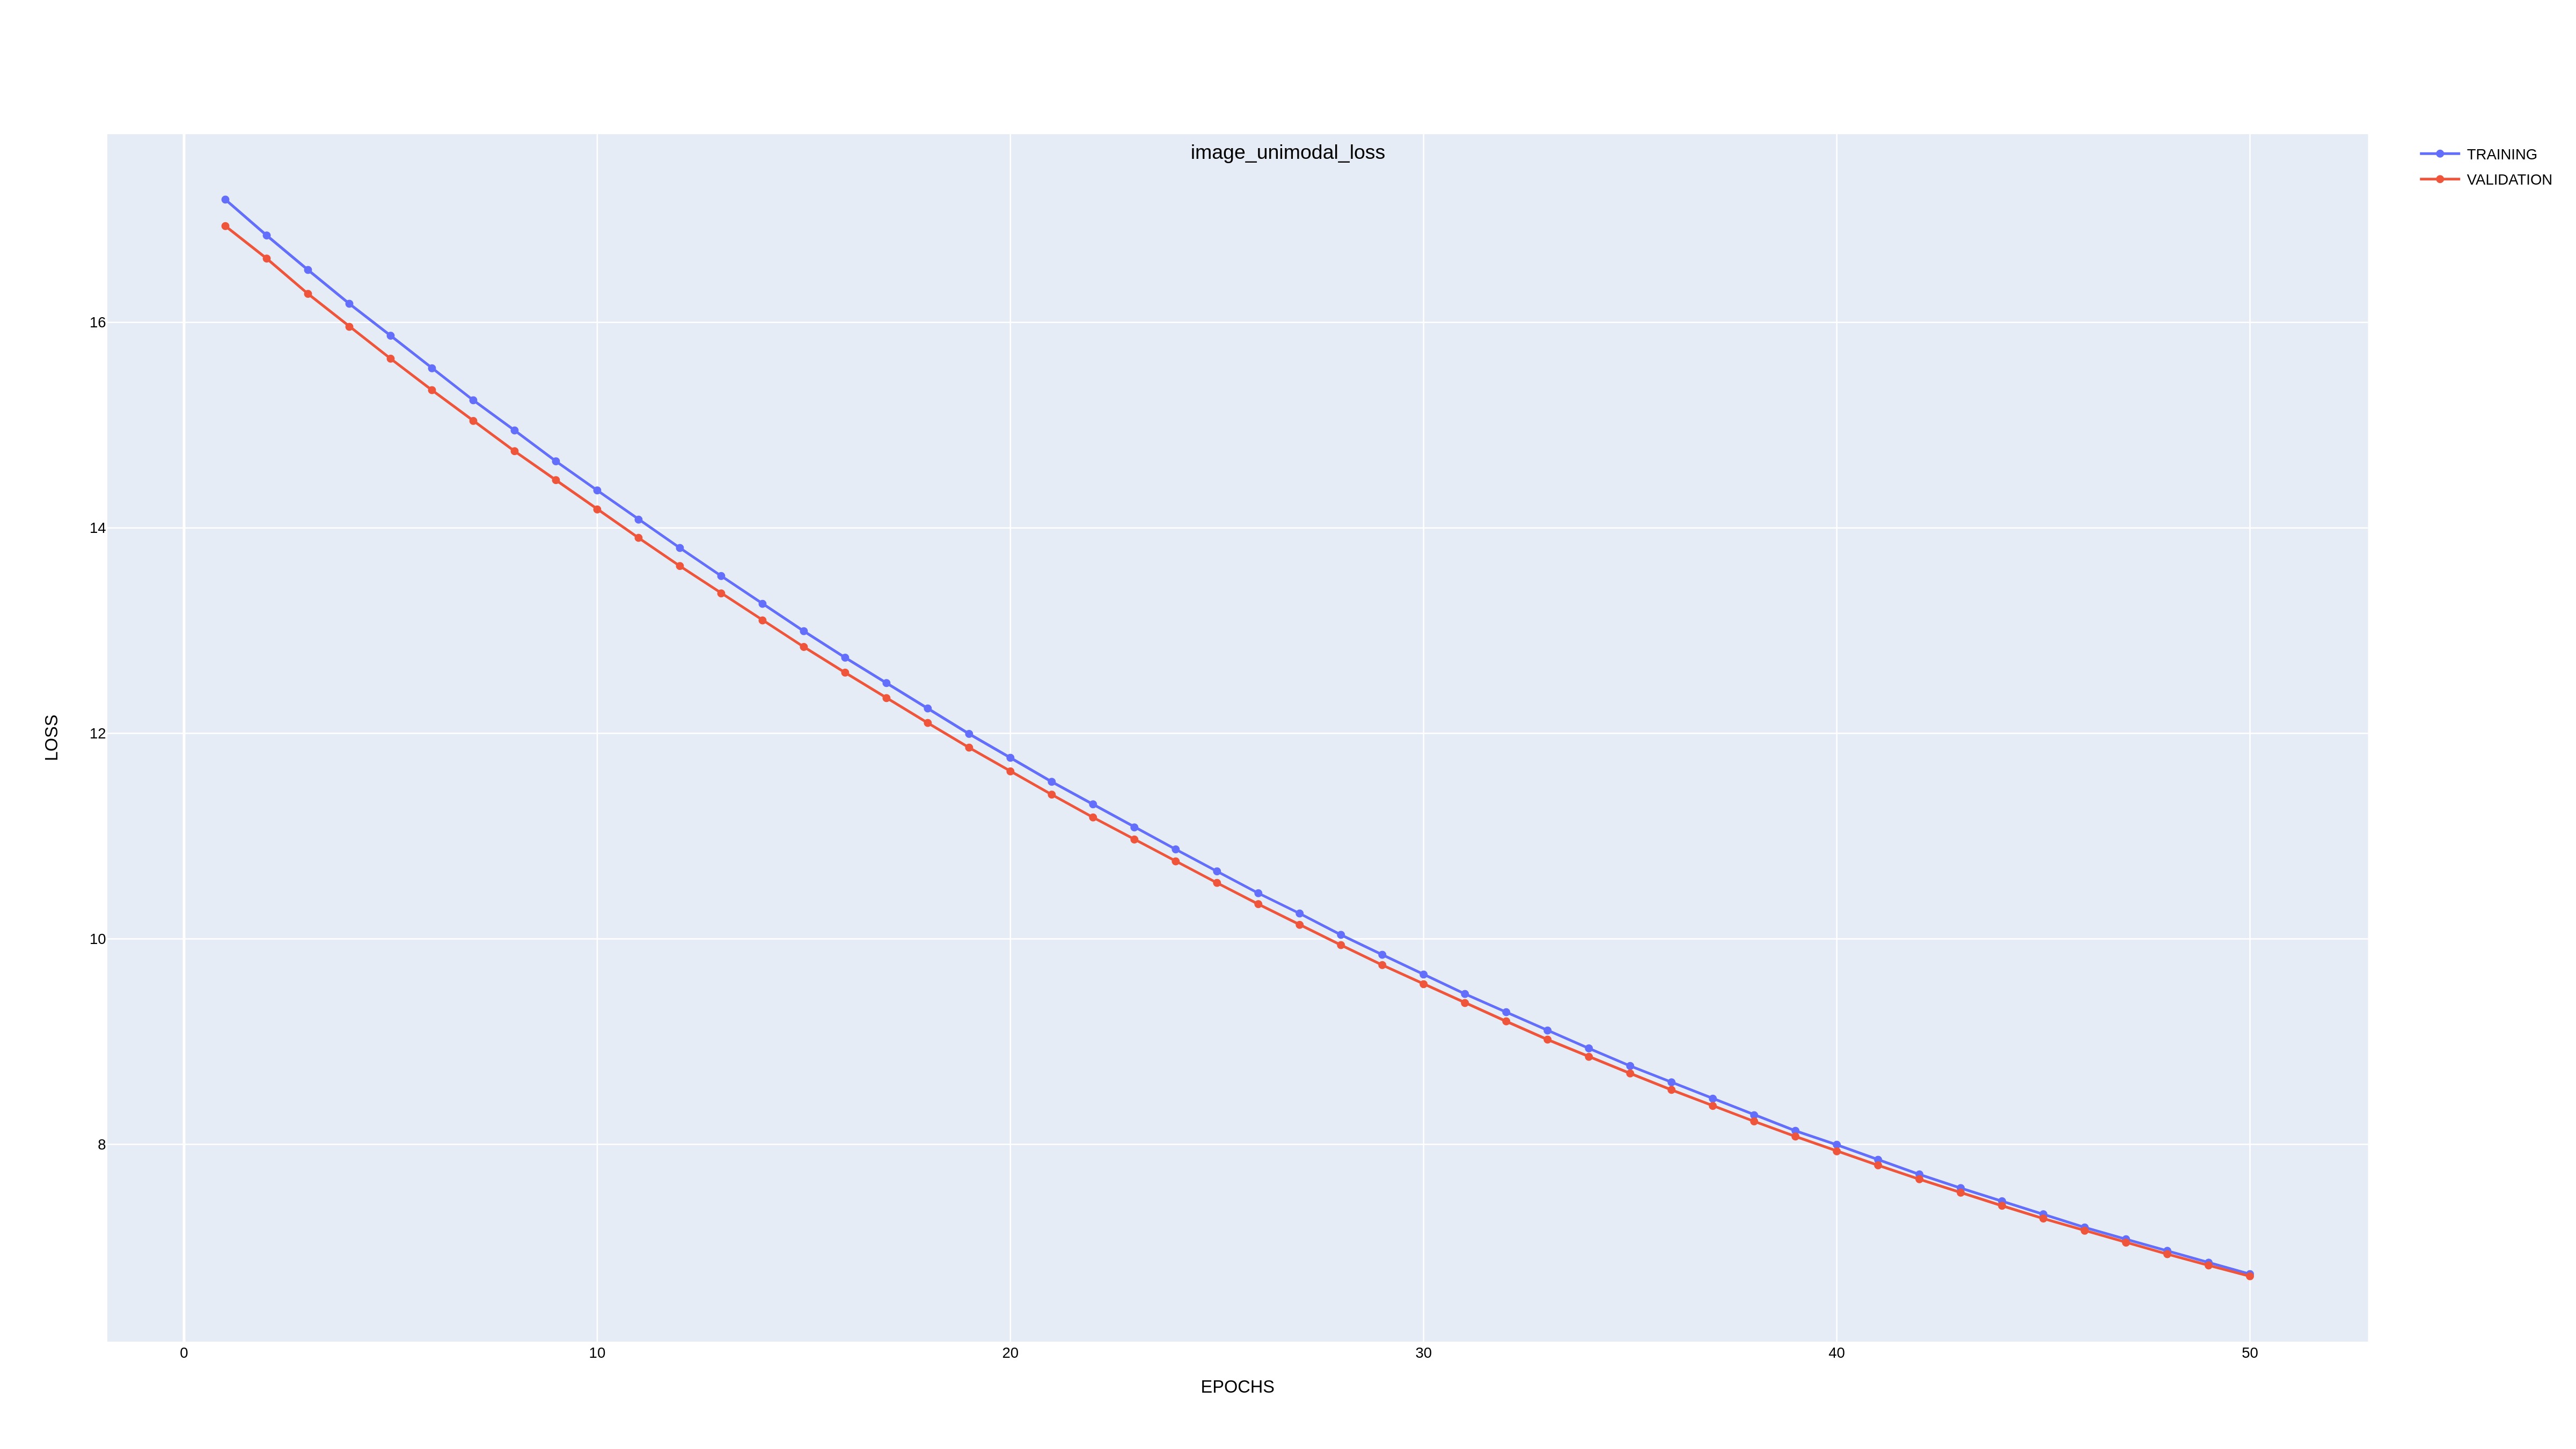 image_unimodal_loss
TRAINING
VALIDATION
16
14
12
10
8
LOSS
0 10 20 30 40 50
EPOCHS